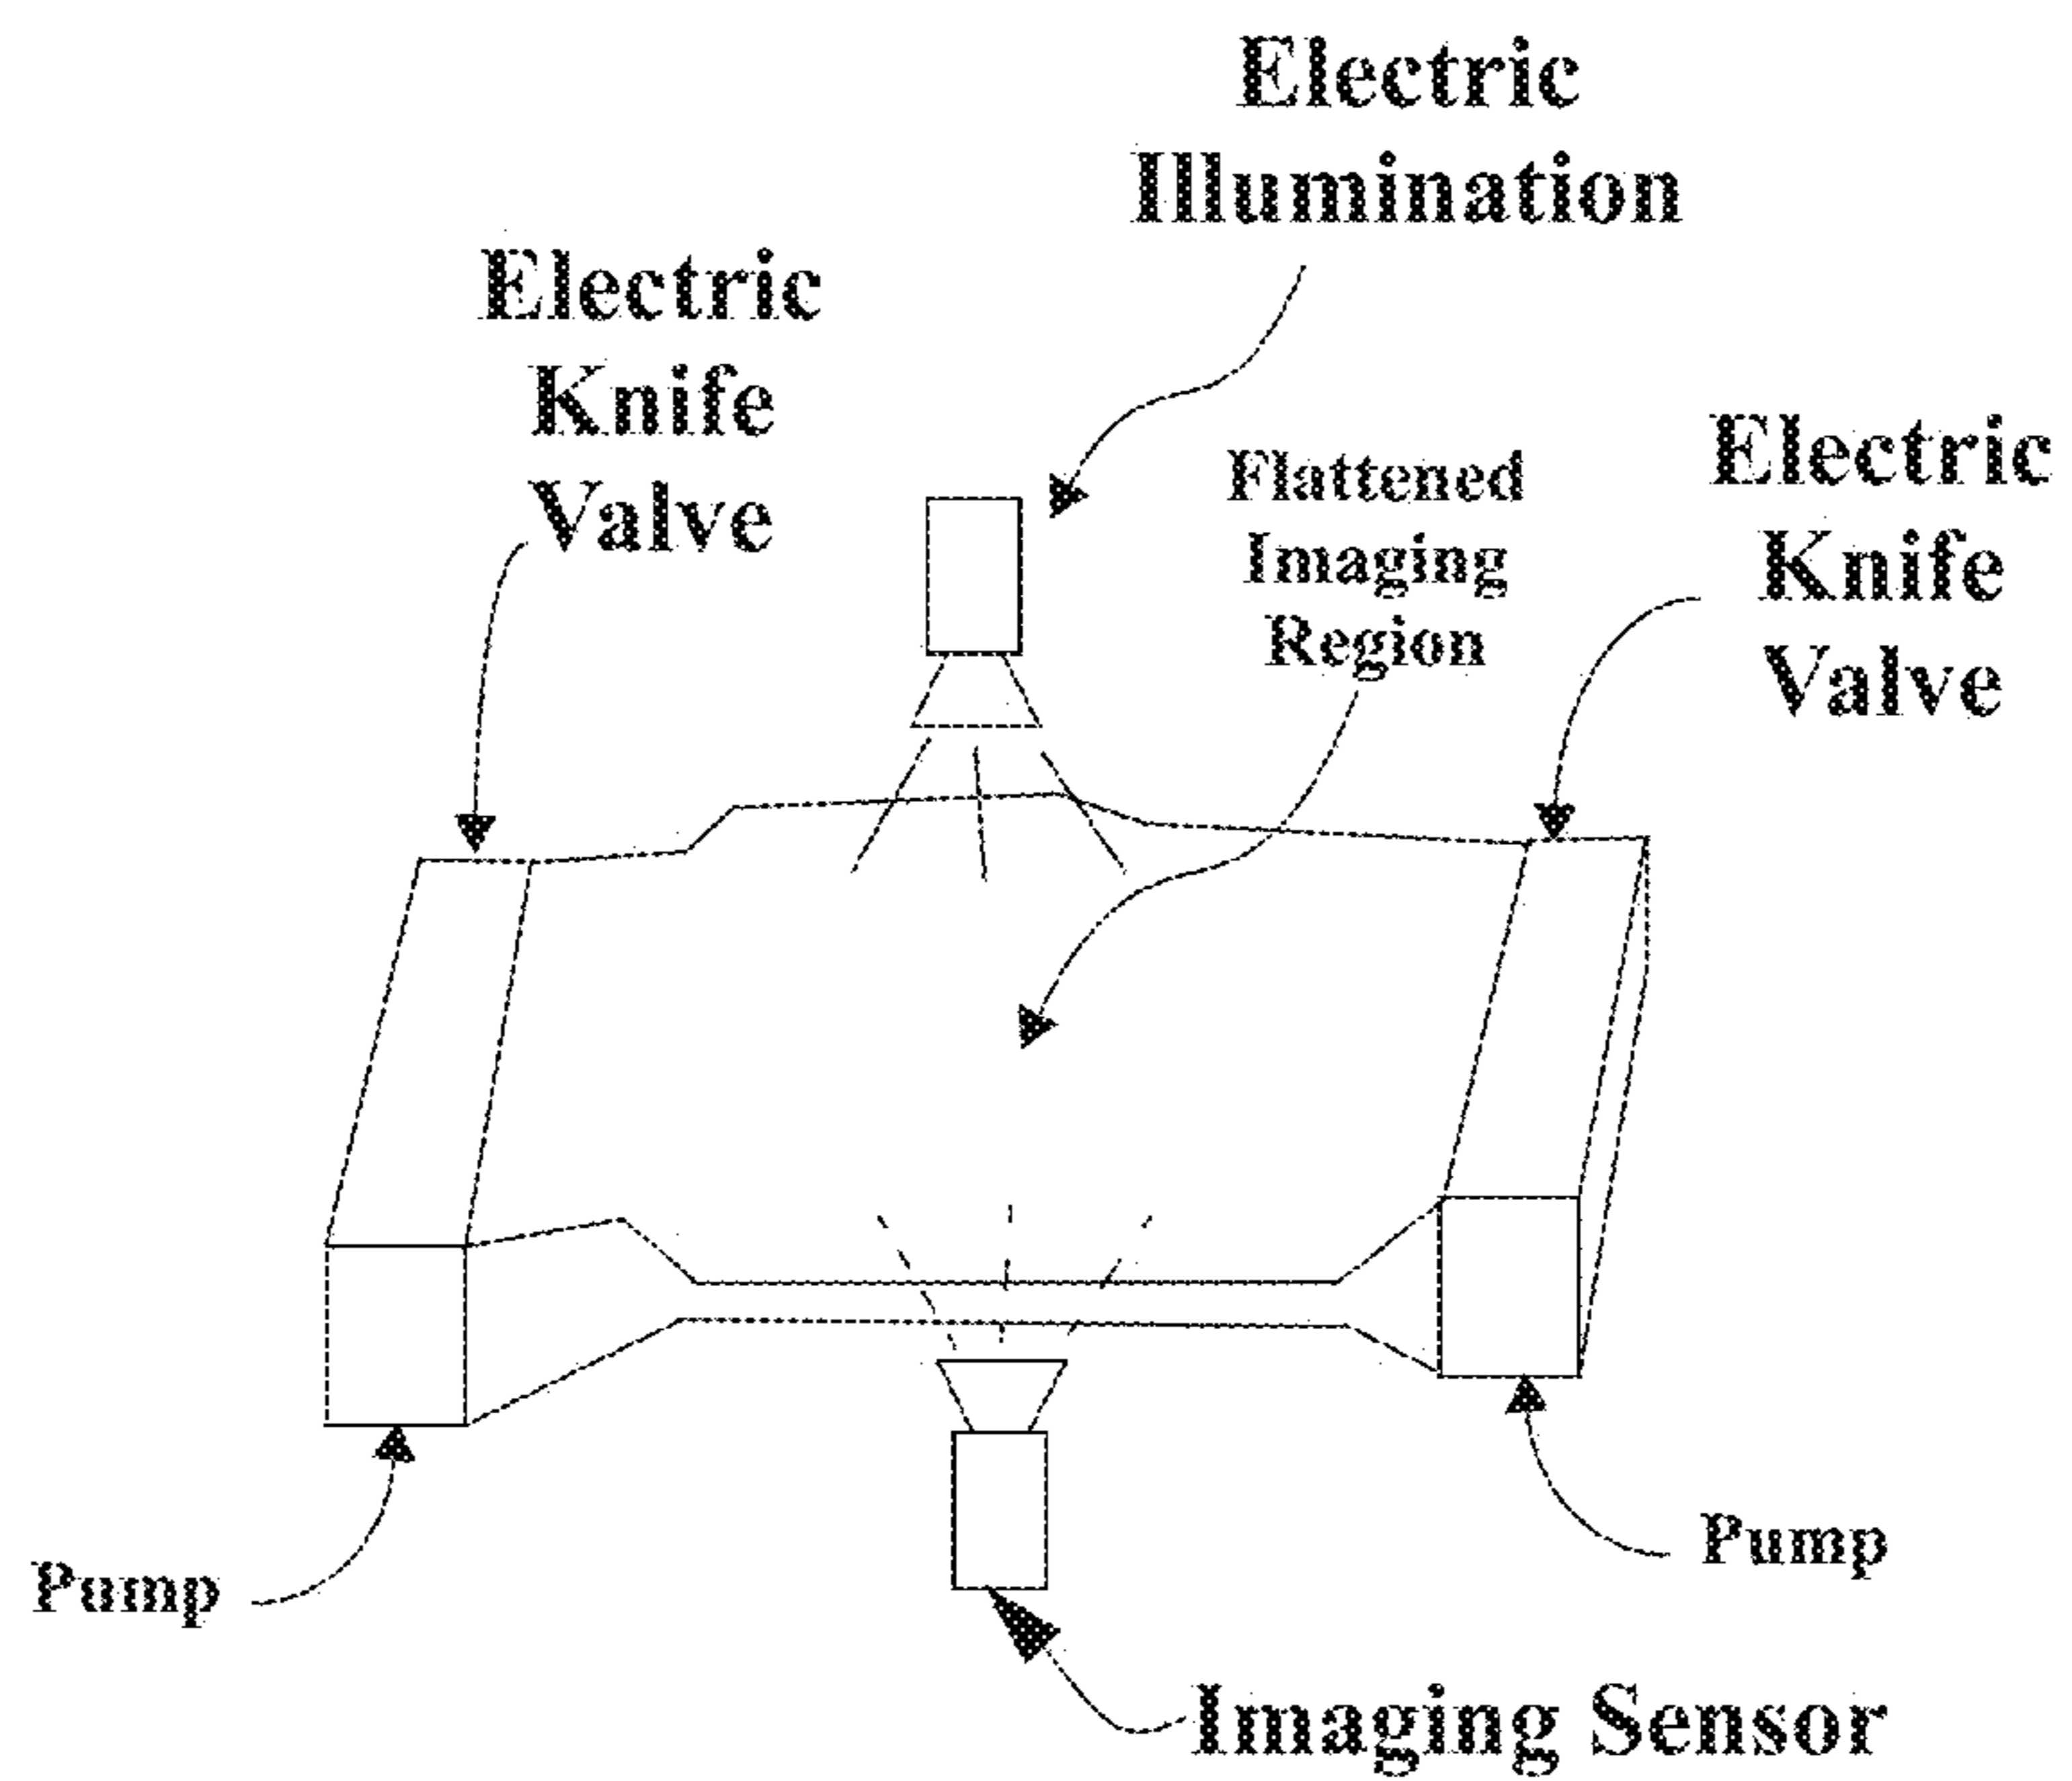 Electric
Illumination
Electric
Knife
Valve
Flattened
Imaging
Region
Electric
Knife
Valve
Pump
Pump
Imaging Sensor